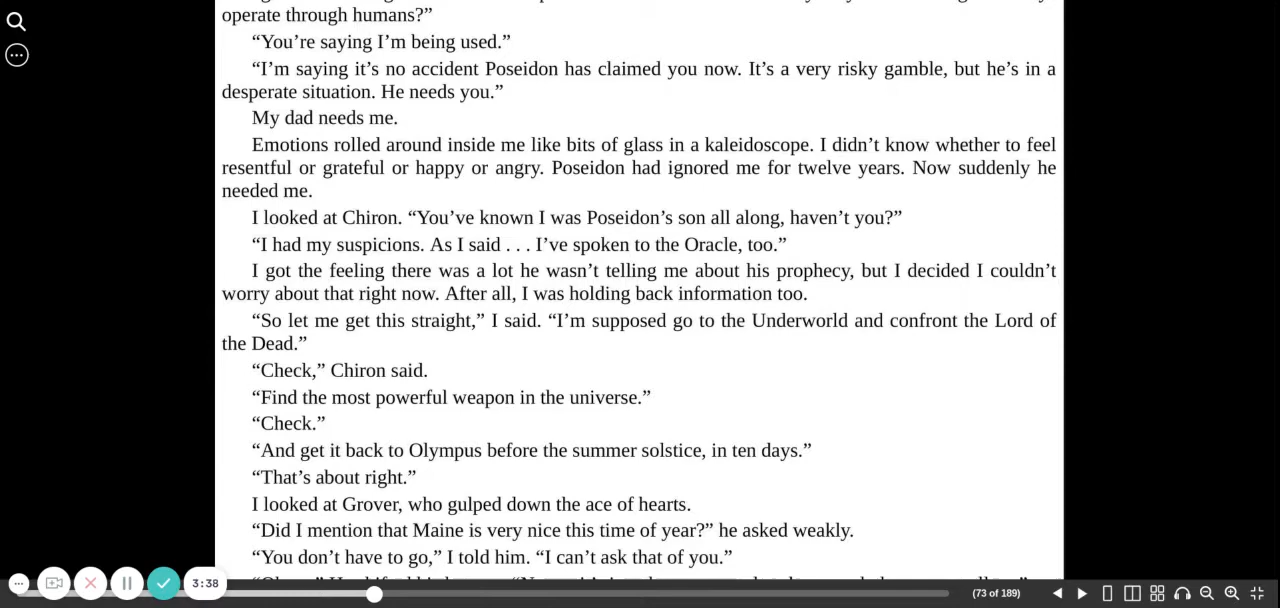 operate through humans?”
“You’re saying I’m being used.”
“I’m saying it’s no accident Poseidon has claimed you now. It’s a very risky gamble, but he’s in a
desperate situation. He needs you.”
My dad needs me.
Emotions rolled around inside me like bits of glass in a kaleidoscope. I didn’t know whether to feel
resentful or grateful or happy or angry. Poseidon had ignored me for twelve years. Now suddenly he
needed me.
I looked at Chiron. “You’ve known I was Poseidon’s son all along, haven’t you?”
“I had my suspicions. As I said . . . I’ve spoken to the Oracle, too.”
I got the feeling there was a lot he wasn’t telling me about his prophecy, but I decided I couldn’t
worry about that right now. After all, I was holding back information too.
“So let me get this straight,” I said. “I’m supposed go to the Underworld and confront the Lord of
the Dead.”
“Check,” Chiron said.
“Find the most powerful weapon in the universe.”
“Check.”
“And get it back to Olympus before the summer solstice, in ten days.”
“That’s about right.”
I looked at Grover, who gulped down the ace of hearts.
“Did I mention that Maine is very nice this time of year?” he asked weakly.
“You don’t have to go,” I told him. “I can’t ask that of you.”
3:38
(73 of 189)